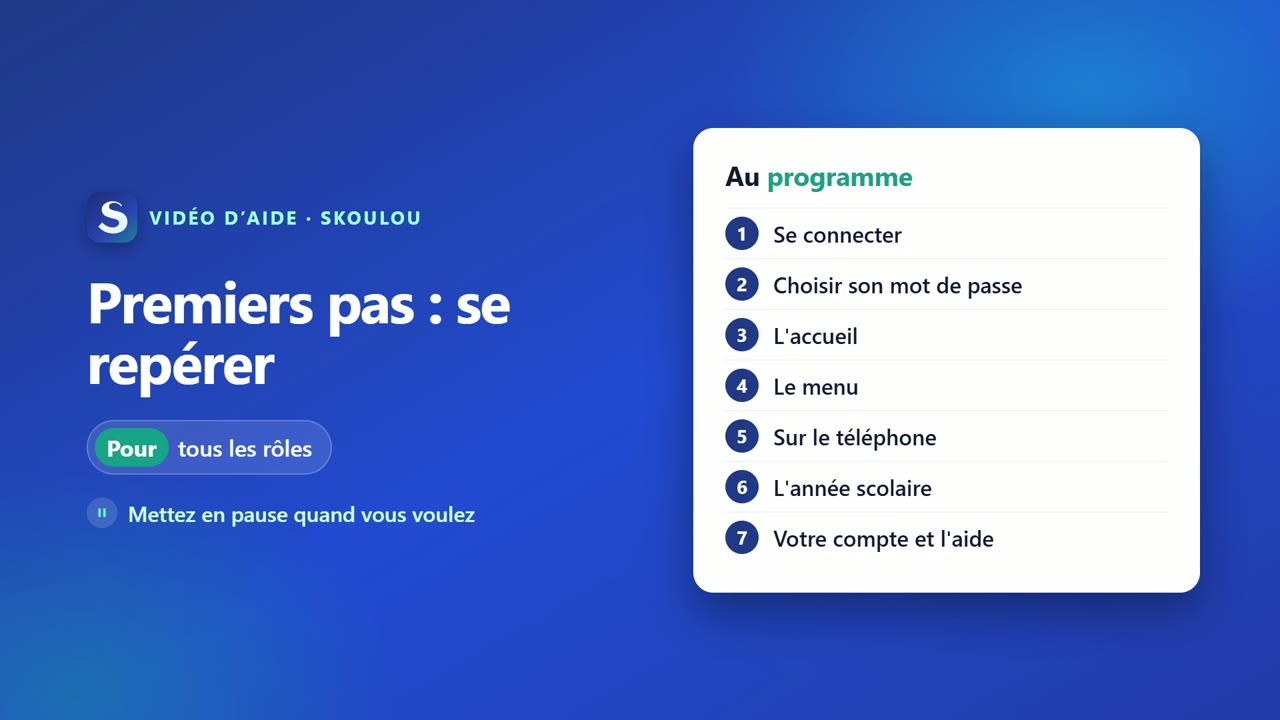 S
VIDÉO D’AIDE · SKOULOU
Premiers pas : se
repérer
Pour tous les rôles
Mettez en pause quand vous voulez
Au programme
1 Se connecter
2 Choisir son mot de passe
3 L'accueil
4 Le menu
5 Sur le téléphone
6 L'année scolaire
7 Votre compte et l'aide